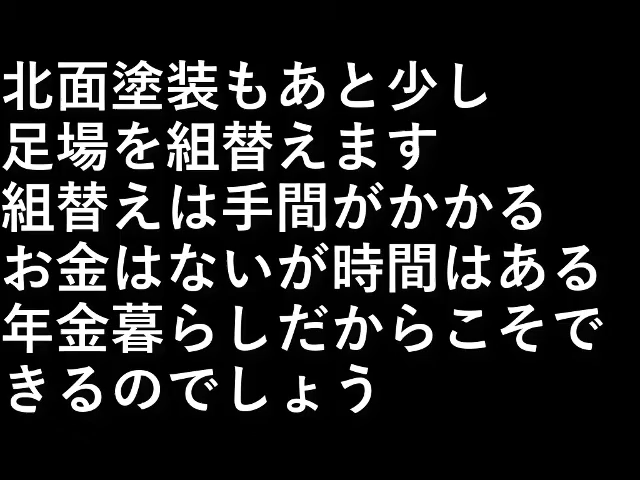 北面塗装もあと少し
足場を組替えます
組替えは手間がかかる
お金はないが時間はある
年金暮らしだからこそで
きるのでしょう